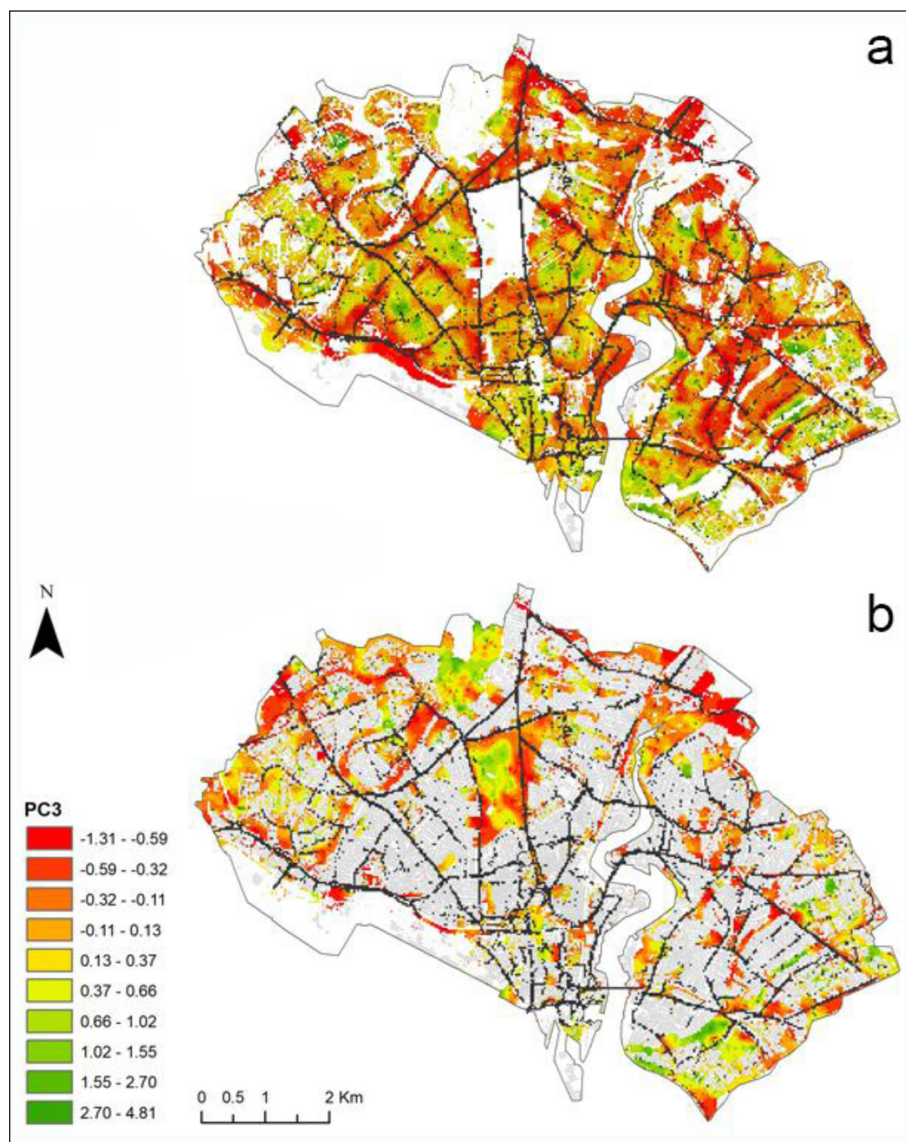 a
b
N
PC3
-1.31 - -0.59
-0.59 - -0.32
-0.32 - -0.11
-0.11 - 0.13
0.13 - 0.37
0.37 - 0.66
0.66 - 1.02
1.02 - 1.55
1.55 - 2.70
2.70 - 4.81
0 0.5 1 2 Km